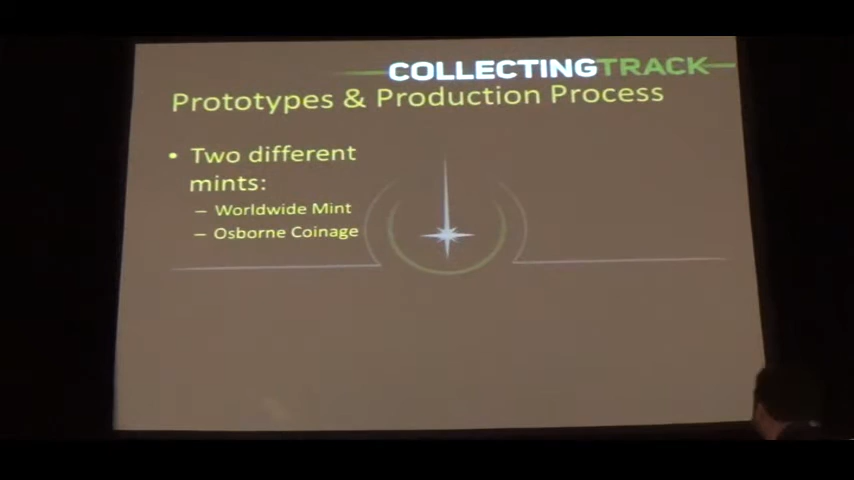 COLLECTINGTRACK
Prototypes & Production Process
• Two different
mints:
– Worldwide Mint
– Osborne Coinage